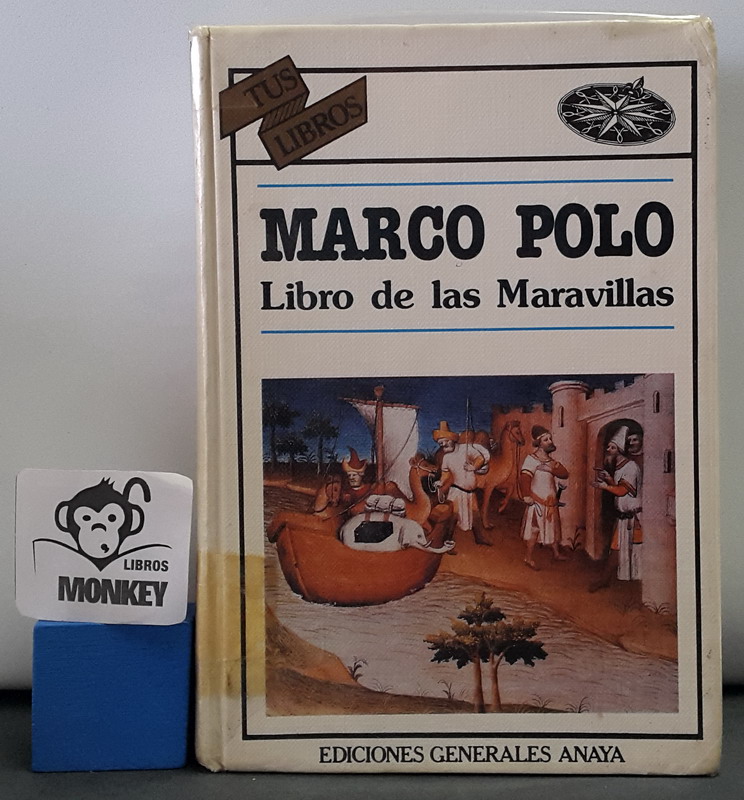 TUS
LIBROS
MARCO POLO
Libro de las Maravillas
EDICIONES GENERALES ANAYA
LIBROS
MONKEY